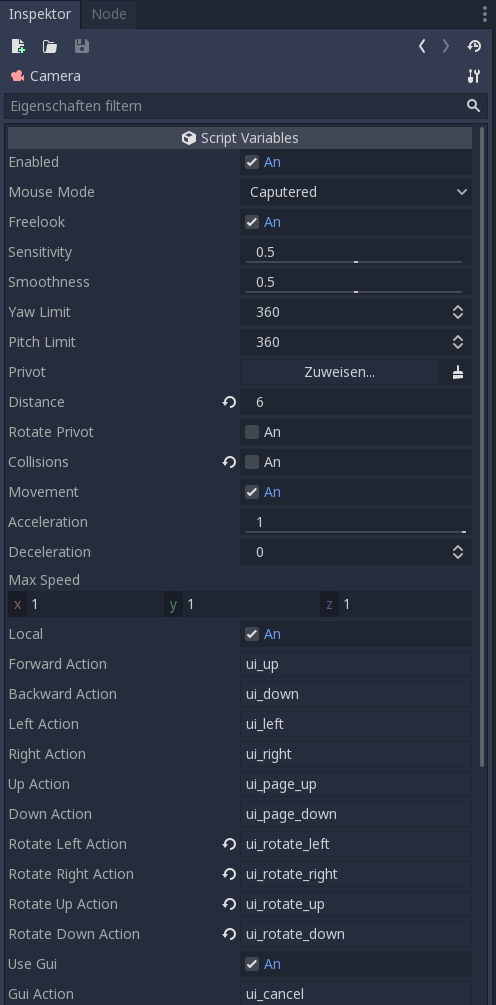 Inspektor Node
Camera
Eigenschaften filtern
Script Variables
Enabled An
Mouse Mode Caputered
Freelook An
Sensitivity 0.5
Smoothness 0.5
Yaw Limit 360
Pitch Limit 360
Privot Zuweisen...
Distance 6
Rotate Privot An
Collisions An
Movement An
Acceleration 1
Deceleration 0
Max Speed
x 1 y 1 z 1
Local An
Forward Action ui_up
Backward Action ui_down
Left Action ui_left
Right Action ui_right
Up Action ui_page_up
Down Action ui_page_down
Rotate Left Action ui_rotate_left
Rotate Right Action ui_rotate_right
Rotate Up Action ui_rotate_up
Rotate Down Action ui_rotate_down
Use Gui An
Gui Action ui_cancel